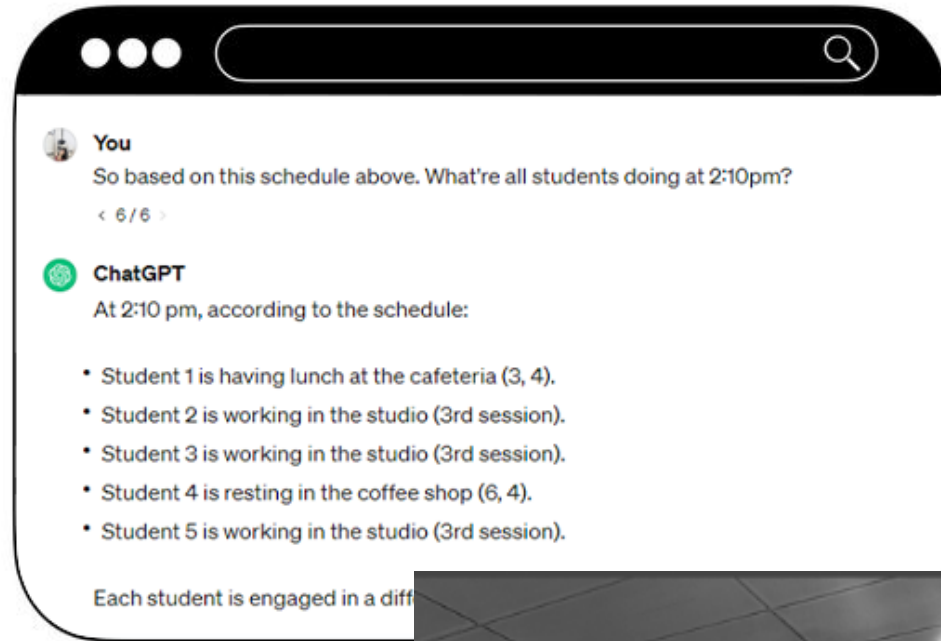 You
So based on this schedule above. What're all students doing at 2:10pm?
< 6/6 >
ChatGPT
At 2:10 pm, according to the schedule:
• Student 1 is having lunch at the cafeteria (3, 4).
• Student 2 is working in the studio (3rd session).
• Student 3 is working in the studio (3rd session).
• Student 4 is resting in the coffee shop (6, 4).
• Student 5 is working in the studio (3rd session).
Each student is engaged in a